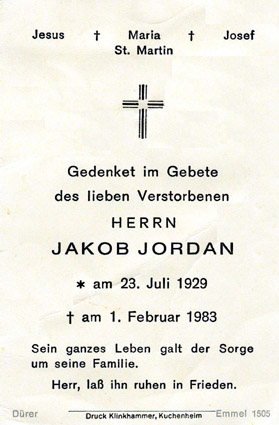 Jesus † Maria † Josef
St. Martin
Gedenket im Gebete
des lieben Verstorbenen
HERRN
JAKOB JORDAN
* am 23. Juli 1929
† am 1. Februar 1983
Sein ganzes Leben galt der Sorge
um seine Familie.
Herr, laß ihn ruhen in Frieden.
Dürer Druck Klinkhammer, Kuchenheim Emmel 1505